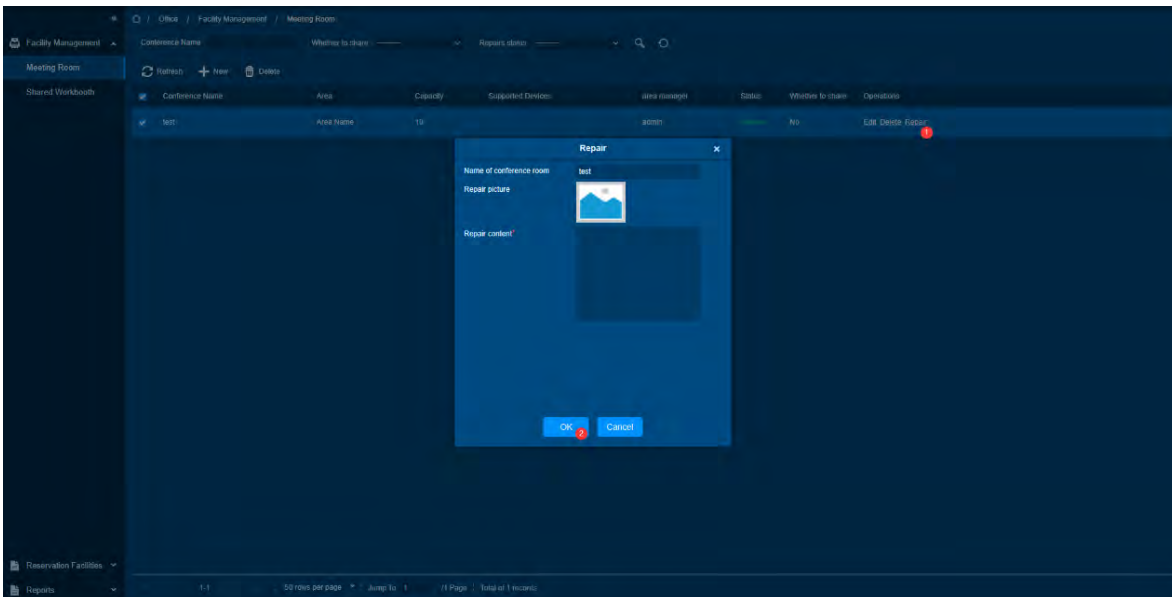 Office / Facility Management / Meeting Room
Facility Management
Conference Name
Whether to share
Repairs status
Meeting Room
Refresh
New
Delete
Shared Workbooth
Conference Name Area Capacity Supported Devices area manager Status Whether to share Operations
test Area Name 10 admin No Edit Delete Repair
1
Repair
Name of conference room test
Repair picture
Repair content*
OK 2 Cancel
Reservation Facilities
Reports
1-1 50 rows per page Jump To 1 /1 Page Total of 1 records